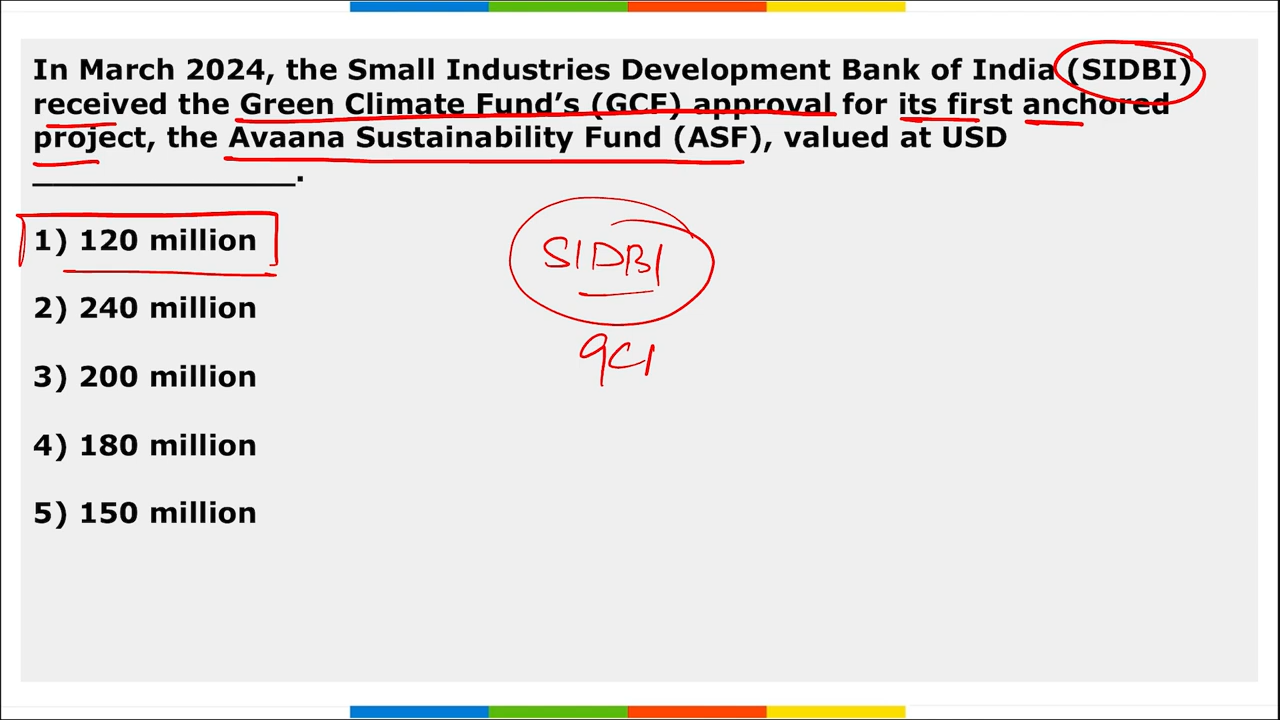 In March 2024, the Small Industries Development Bank of India (SIDBI)
received the Green Climate Fund's (GCF) approval for its first anchored
project, the Avaana Sustainability Fund (ASF), valued at USD
________________.
1) 120 million
2) 240 million
3) 200 million
4) 180 million
5) 150 million
SIDBI